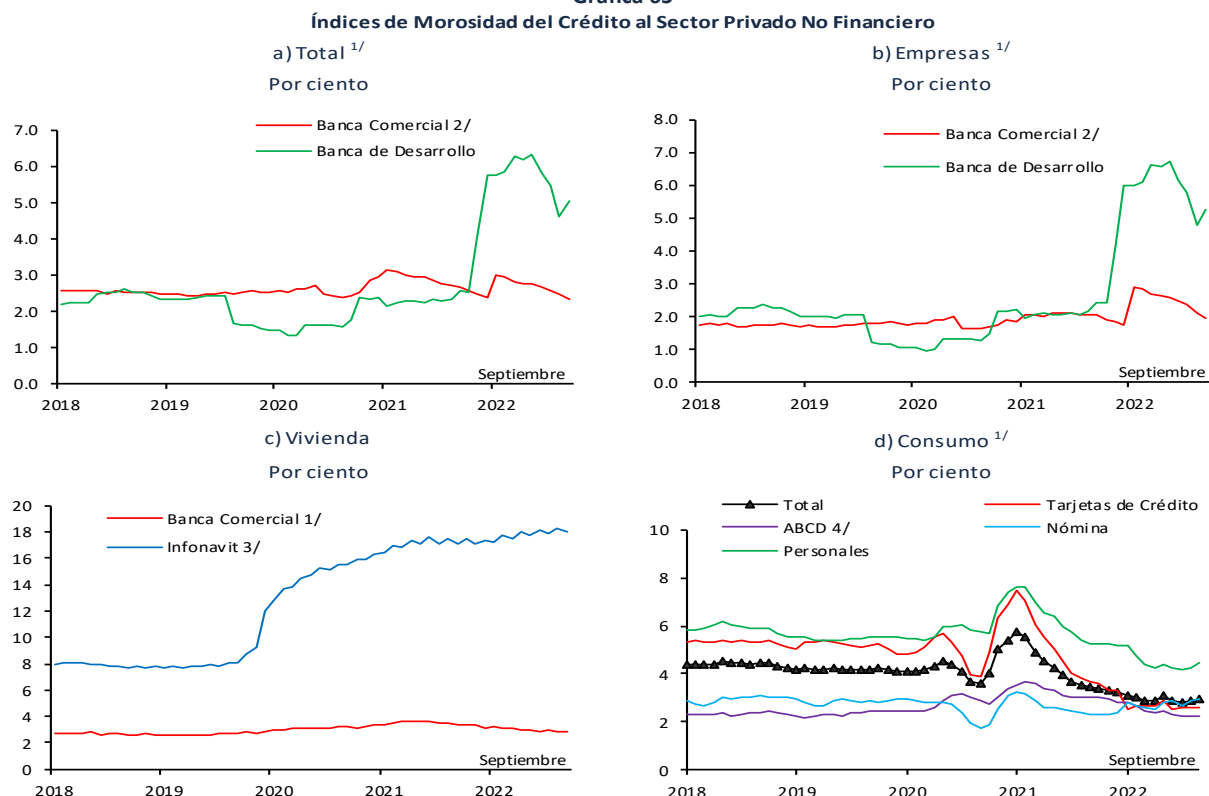 Índices de Morosidad del Crédito al Sector Privado No Financiero
a) Total 1/
Por ciento
Banca Comercial 2/
Banca de Desarrollo
7.0
6.0
5.0
4.0
3.0
2.0
1.0
0.0
Septiembre
2018 2019 2020 2021 2022
b) Empresas 1/
Por ciento
Banca Comercial 2/
Banca de Desarrollo
8.0
7.0
6.0
5.0
4.0
3.0
2.0
1.0
0.0
Septiembre
2018 2019 2020 2021 2022
c) Vivienda
Por ciento
Banca Comercial 1/
Infonavit 3/
20
18
16
14
12
10
8
6
4
2
0
Septiembre
2018 2019 2020 2021 2022
d) Consumo 1/
Por ciento
Total Tarjetas de Crédito
ABCD 4/ Nómina
Personales
10
8
6
4
2
0
Septiembre
2018 2019 2020 2021 2022